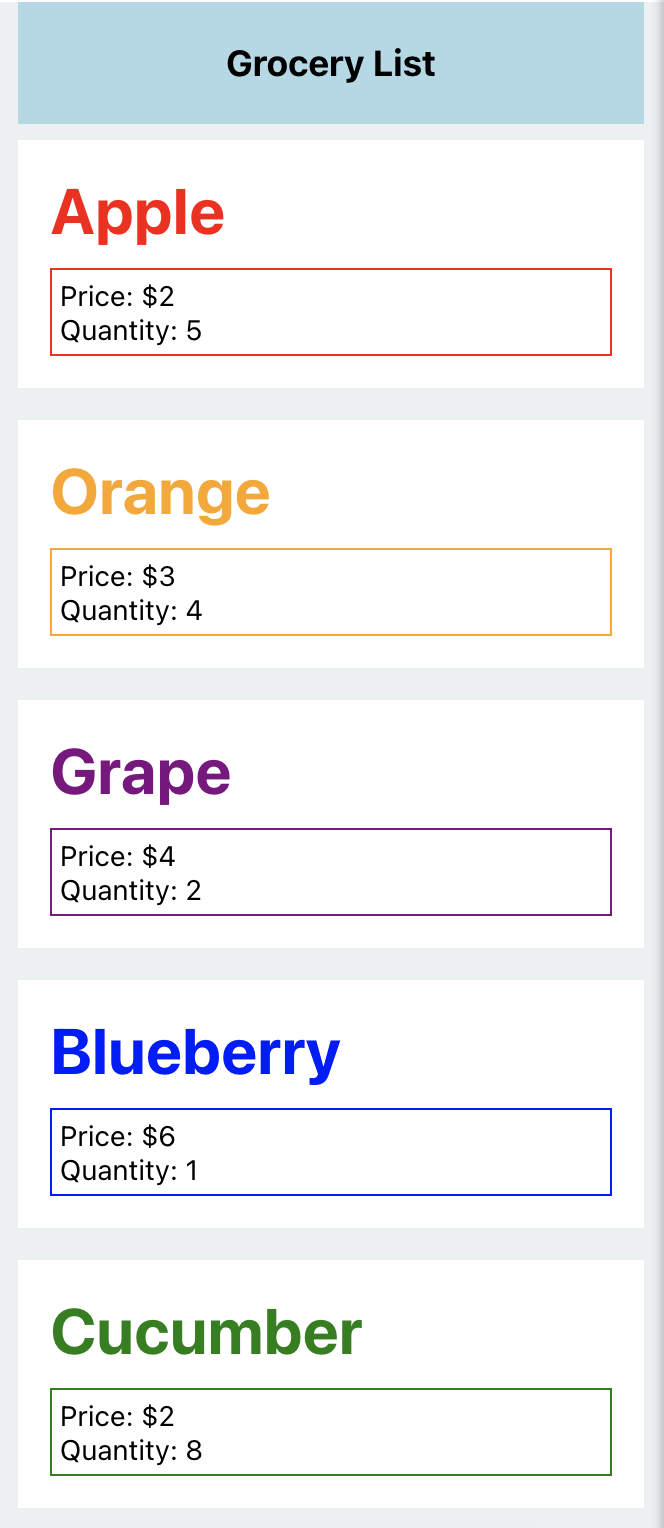 Grocery List
Apple
Price: $2
Quantity: 5
Orange
Price: $3
Quantity: 4
Grape
Price: $4
Quantity: 2
Blueberry
Price: $6
Quantity: 1
Cucumber
Price: $2
Quantity: 8